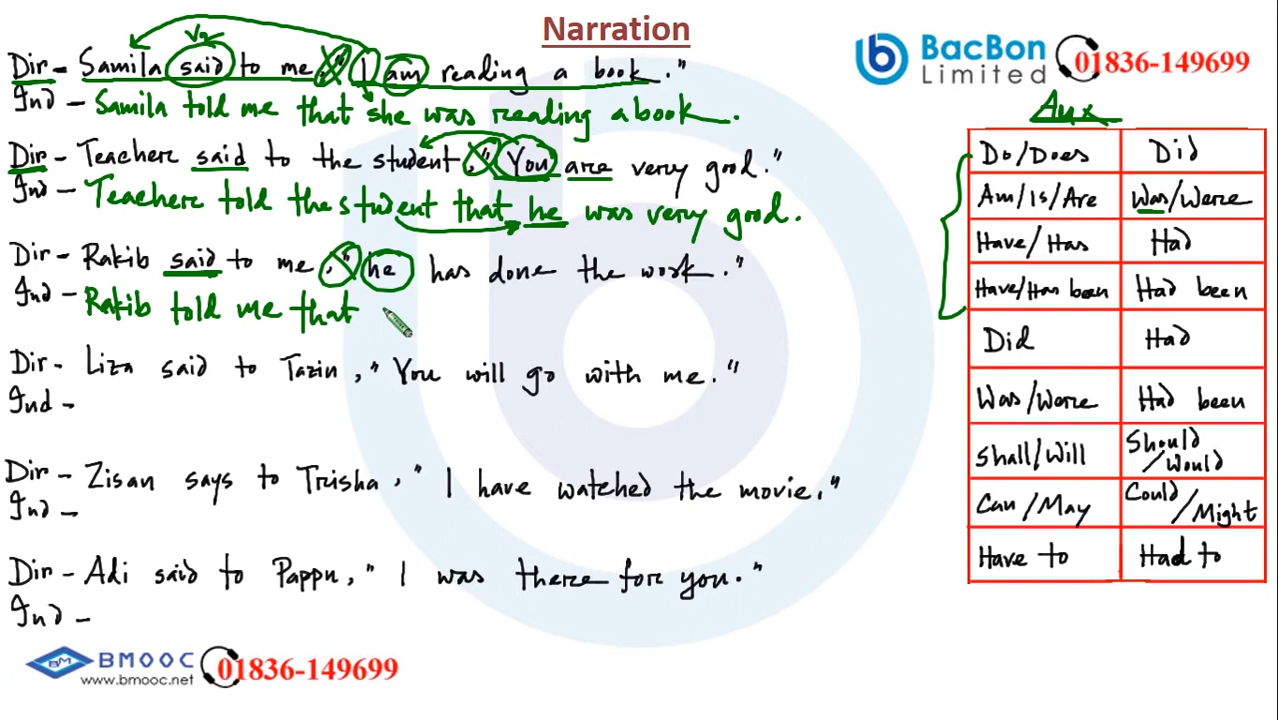 Narration
BacBon
Limited
01836-149699
Dir - Samila said to me, "I am reading a book."
Ind - Samila told me that she was reading a book.
Dir - Teacher said to the student, "You are very good."
Ind - Teacher told the student that he was very good.
Dir - Rakib said to me, "he has done the work."
Ind - Rakib told me that
Dir - Liza said to Tazin, "You will go with me."
Ind -
Dir - Zisan says to Trisha, "I have watched the movie."
Ind -
Dir - Adi said to Pappu, "I was there for you."
Ind -
Aux
Do/Does Did
Am/Is/Are Was/Were
Have/Has Had
Have/Has been Had been
Did Had
Was/Were Had been
Shall/Will Should/Would
Can/May Could/Might
Have to Had to
BMOOC
www.bmooc.net
01836-149699